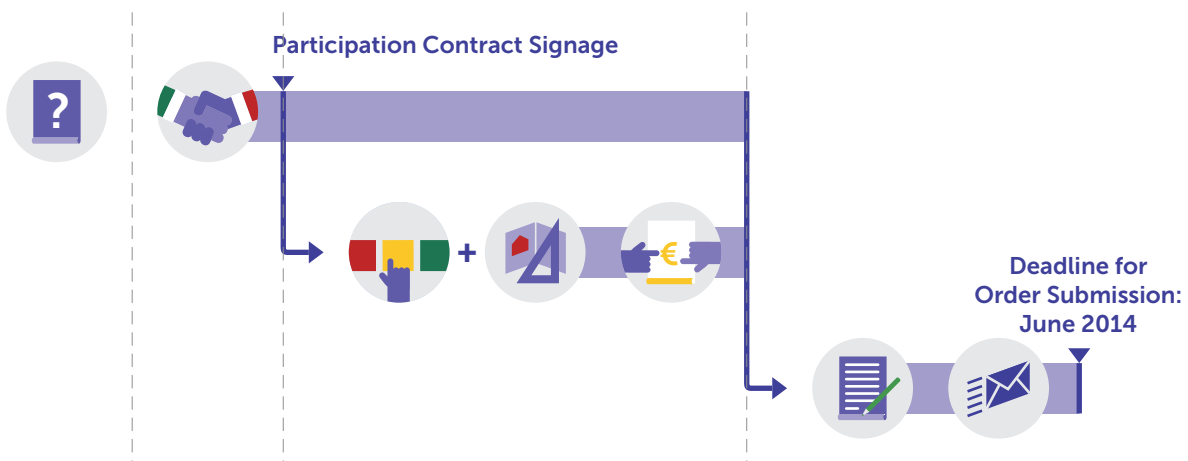 Participation Contract Signage
?
+
€
Deadline for
Order Submission:
June 2014